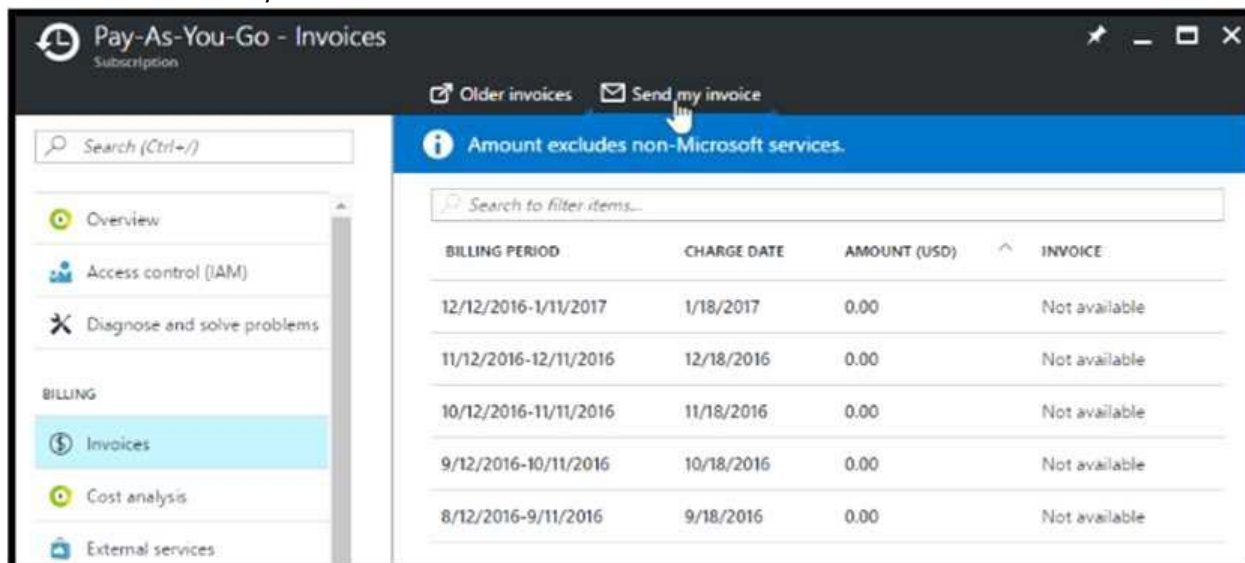 Pay-As-You-Go - Invoices
Subscription
Older invoices Send my invoice
Search (Ctrl+/)
Amount excludes non-Microsoft services.
Search to filter items...
Overview
Access control (IAM)
Diagnose and solve problems
BILLING
Invoices
Cost analysis
External services
BILLING PERIOD CHARGE DATE AMOUNT (USD) INVOICE
12/12/2016-1/11/2017 1/18/2017 0.00 Not available
11/12/2016-12/11/2016 12/18/2016 0.00 Not available
10/12/2016-11/11/2016 11/18/2016 0.00 Not available
9/12/2016-10/11/2016 10/18/2016 0.00 Not available
8/12/2016-9/11/2016 9/18/2016 0.00 Not available